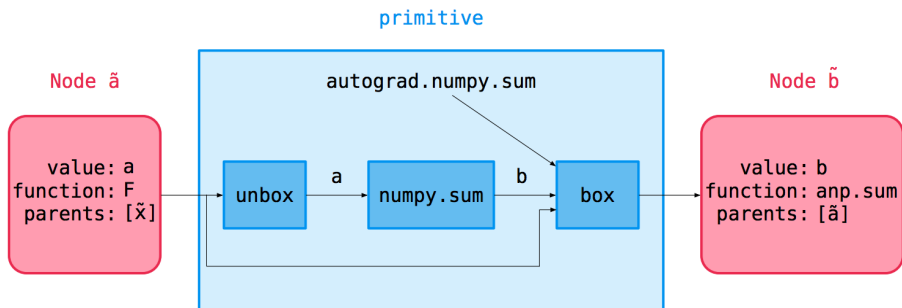 primitive
Node ã
autograd.numpy.sum
Node b̃
value: a
function: F
parents: [x̃]
unbox
a
numpy.sum
b
box
value: b
function: anp.sum
parents: [ã]